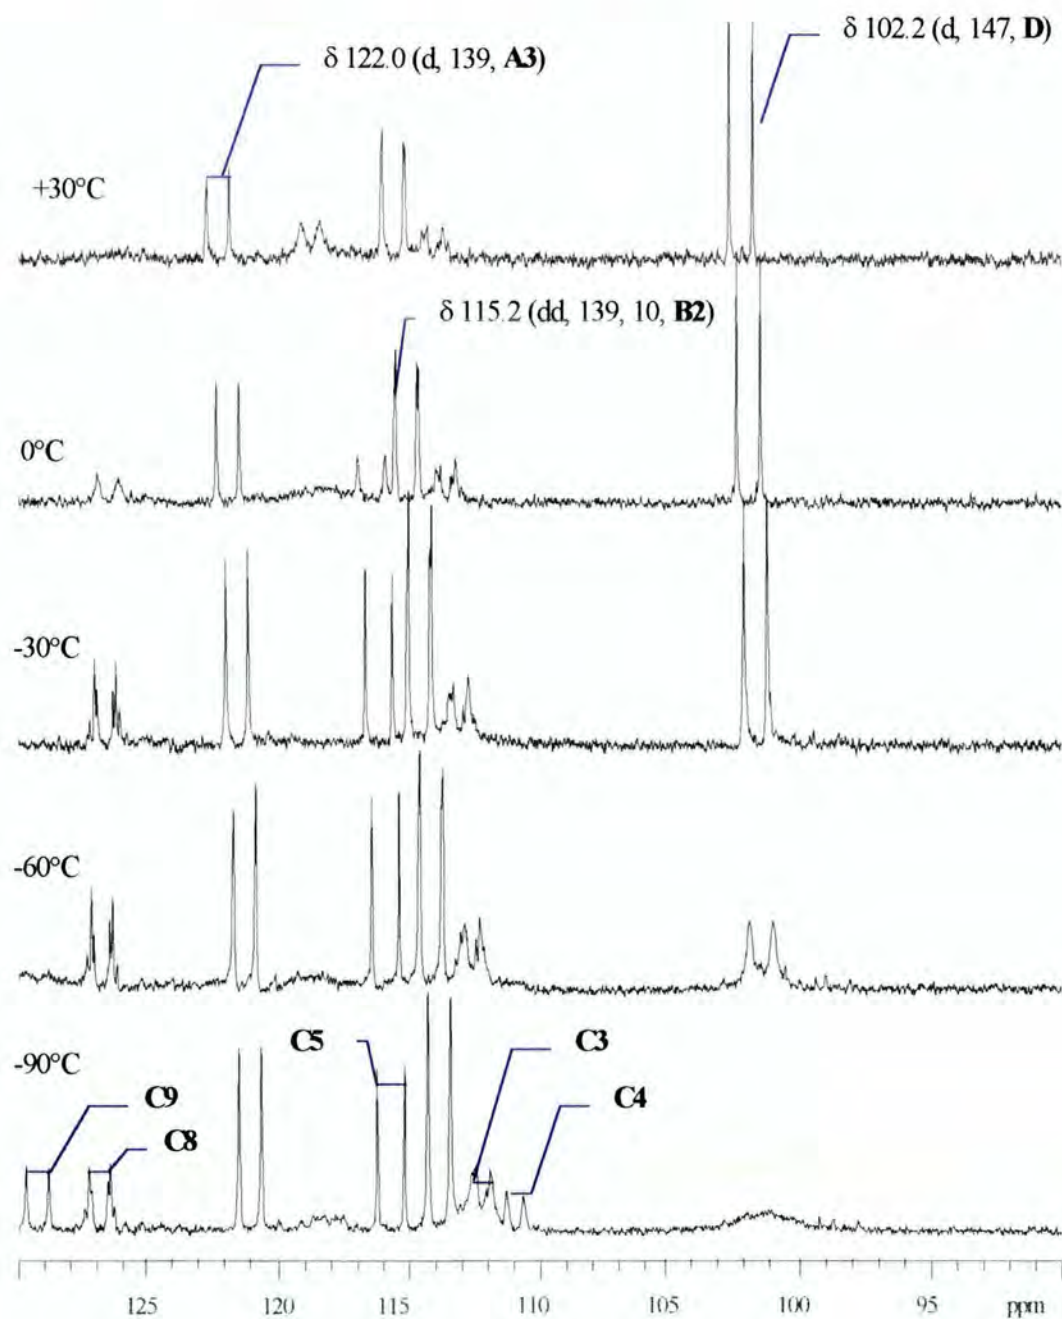 δ 102.2 (d, 147, D)
δ 122.0 (d, 139, A3)
+30°C
δ 115.2 (dd, 139, 10, B2)
0°C
-30°C
-60°C
-90°C
C5
C3
C9
C4
C8
125 120 115 110 105 100 95 ppm